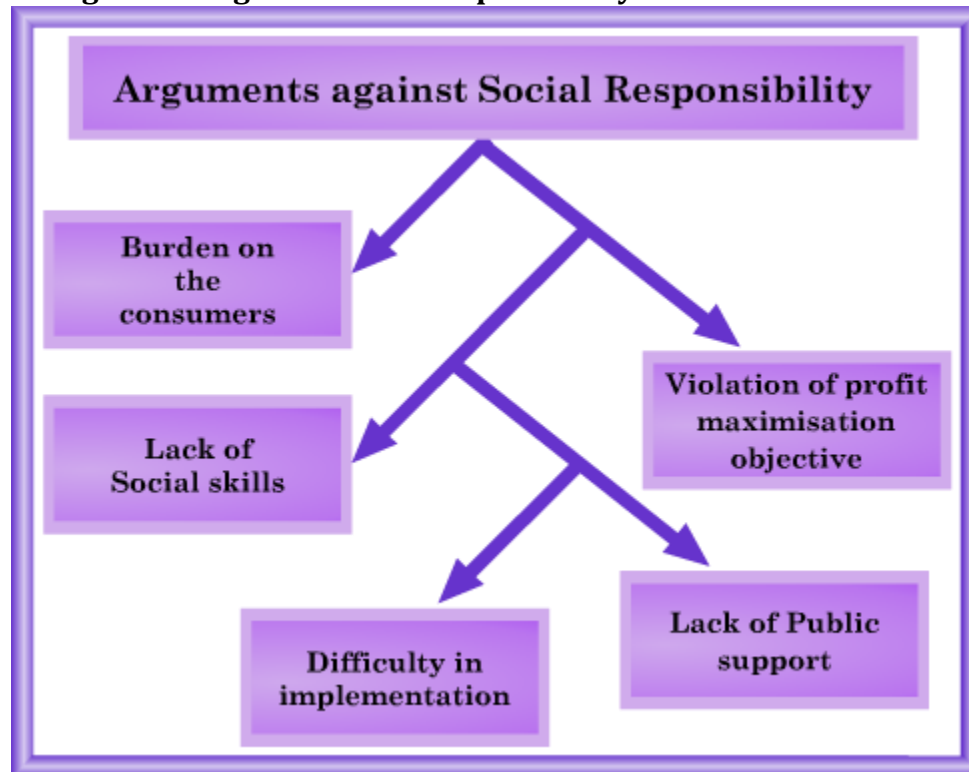 Arguments against Social Responsibility
Burden on
the
consumers
Violation of profit
maximisation
objective
Lack of
Social skills
Lack of Public
support
Difficulty in
implementation